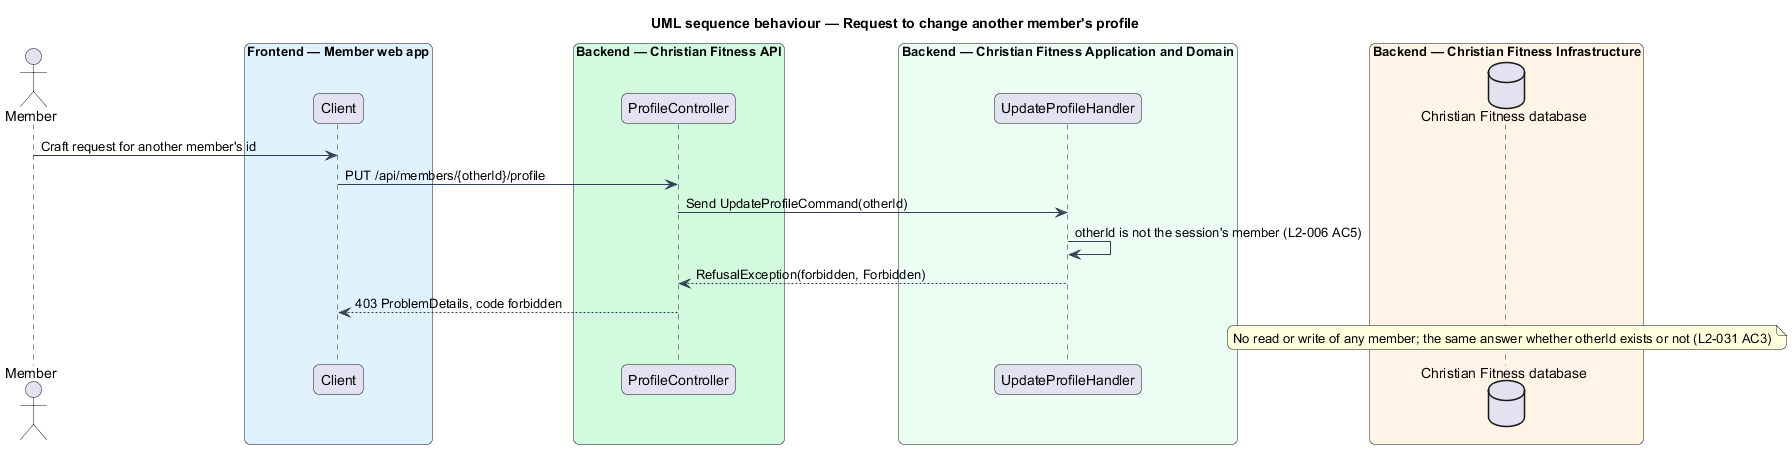 UML sequence behaviour — Request to change another member's profile
Frontend — Member web app
Backend — Christian Fitness API
Backend — Christian Fitness Application and Domain
Backend — Christian Fitness Infrastructure
Member
Client
ProfileController
UpdateProfileHandler
Christian Fitness database
Craft request for another member's id
PUT /api/members/{otherId}/profile
Send UpdateProfileCommand(otherId)
otherId is not the session's member (L2-006 AC5)
RefusalException(forbidden, Forbidden)
403 ProblemDetails, code forbidden
No read or write of any member; the same answer whether otherId exists or not (L2-031 AC3)
Member
Client
ProfileController
UpdateProfileHandler
Christian Fitness database